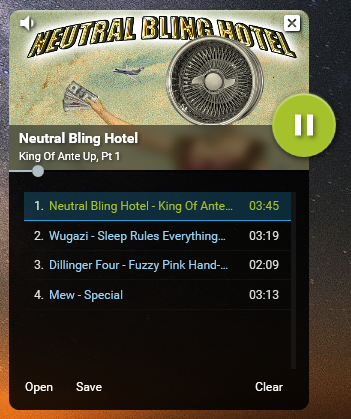 NEUTRAL BLING HOTEL
Neutral Bling Hotel
King Of Ante Up, Pt 1
1. Neutral Bling Hotel - King Of Ante... 03:45
2. Wugazi - Sleep Rules Everything... 03:19
3. Dillinger Four - Fuzzy Pink Hand-... 02:09
4. Mew - Special 03:13
Open Save Clear